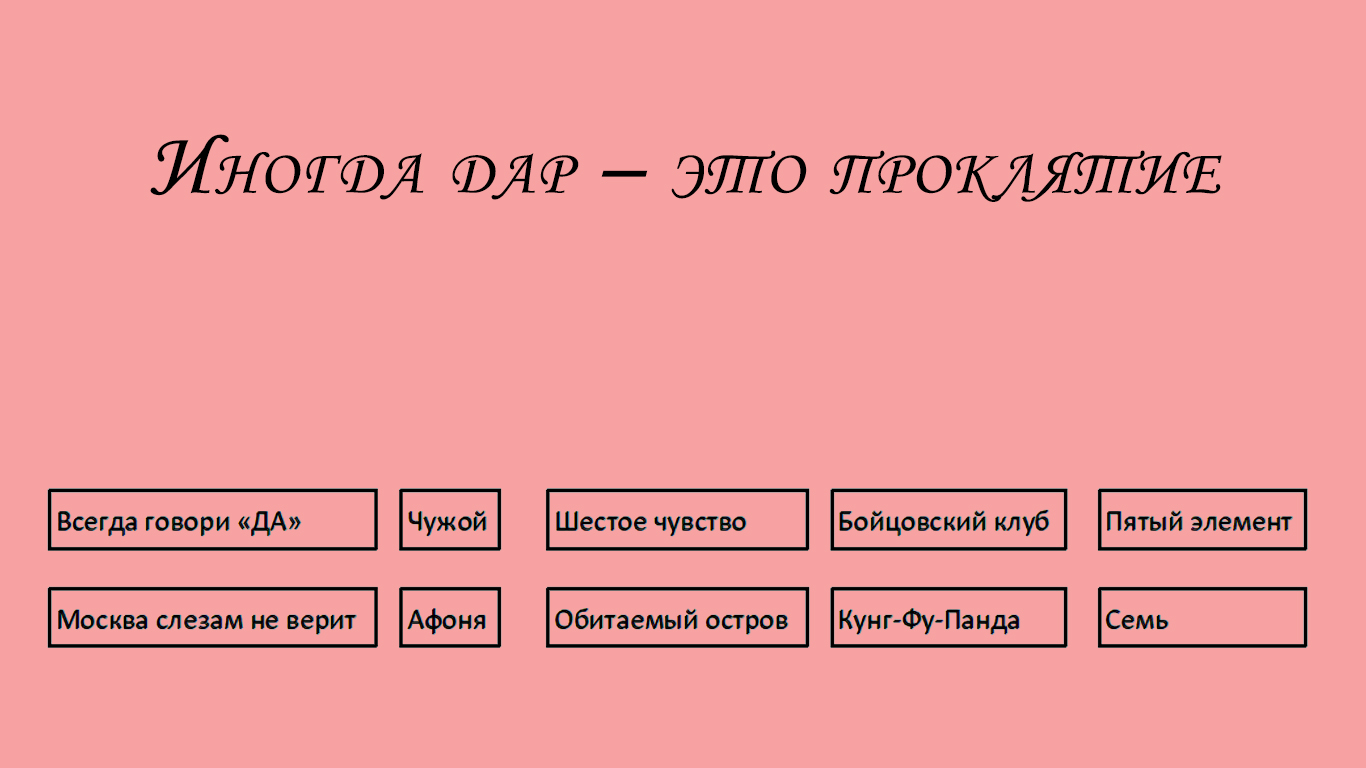 Иногда дар – это проклятие
Всегда говори «ДА»
Чужой
Шестое чувство
Бойцовский клуб
Пятый элемент
Москва слезам не верит
Афоня
Обитаемый остров
Кунг-Фу-Панда
Семь